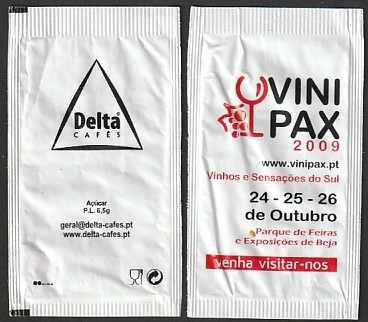 Delta
CAFÉS
Açúcar
P.L. 6,5g
geral@delta-cafes.pt
www.delta-cafes.pt
VINI
PAX
2009
www.vinipax.pt
Vinhos e Sensações do Sul
24 - 25 - 26
de Outubro
Parque de Feiras
e Exposições de Beja
venha visitar-nos